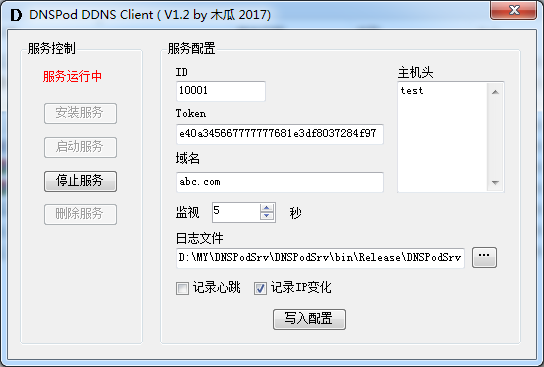 DNSPod DDNS Client ( V1.2 by 木瓜 2017)
服务控制
服务运行中
安装服务
启动服务
停止服务
删除服务
服务配置
ID
10001
Token
e40a345667777777681e3df8037284f97
域名
abc.com
主机头
test
监视 5 秒
日志文件
D:\MY\DNSPodSrv\DNSPodSrv\bin\Release\DNSPodSrv
...
记录心跳 记录IP变化
写入配置